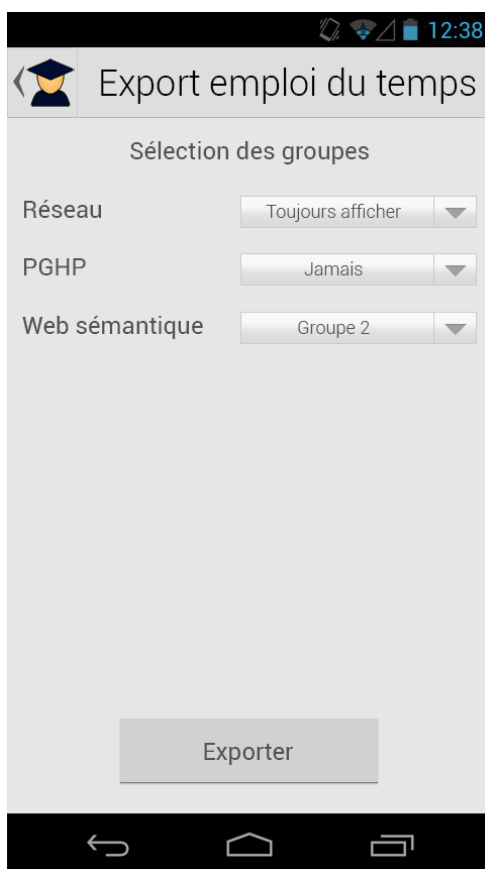 12:38
Export emploi du temps
Sélection des groupes
Réseau Toujours afficher
PGHP Jamais
Web sémantique Groupe 2
Exporter